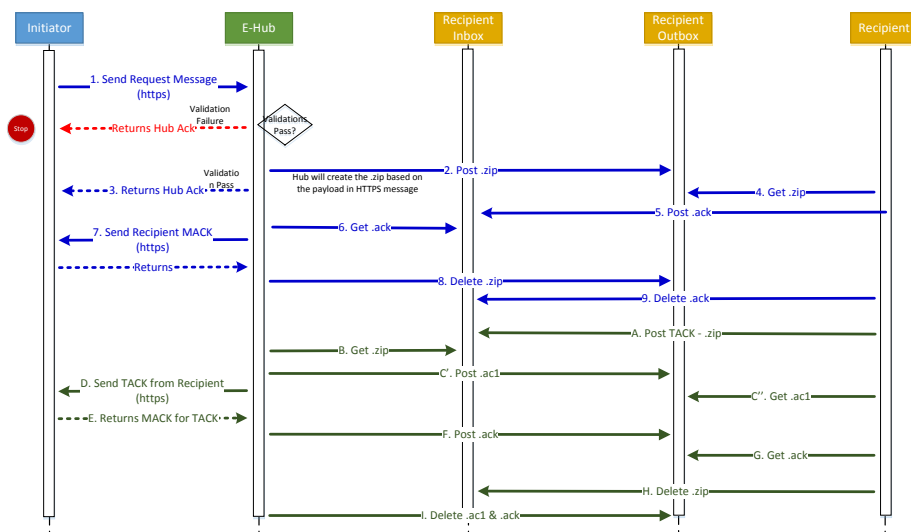 Initiator
E-Hub
Recipient
Inbox
Recipient
Outbox
Recipient
1. Send Request Message
(https)
Validation
Failure
Stop
Returns Hub Ack
Validations
Pass?
2. Post .zip
Validatio
n Pass
Hub will create the .zip based on
the payload in HTTPS message
3. Returns Hub Ack
4. Get .zip
5. Post .ack
6. Get .ack
7. Send Recipient MACK
(https)
Returns
8. Delete .zip
9. Delete .ack
A. Post TACK - .zip
B. Get .zip
C'. Post .ac1
D. Send TACK from Recipient
(https)
C''. Get .ac1
E. Returns MACK for TACK
F. Post .ack
G. Get .ack
H. Delete .zip
I. Delete .ac1 & .ack